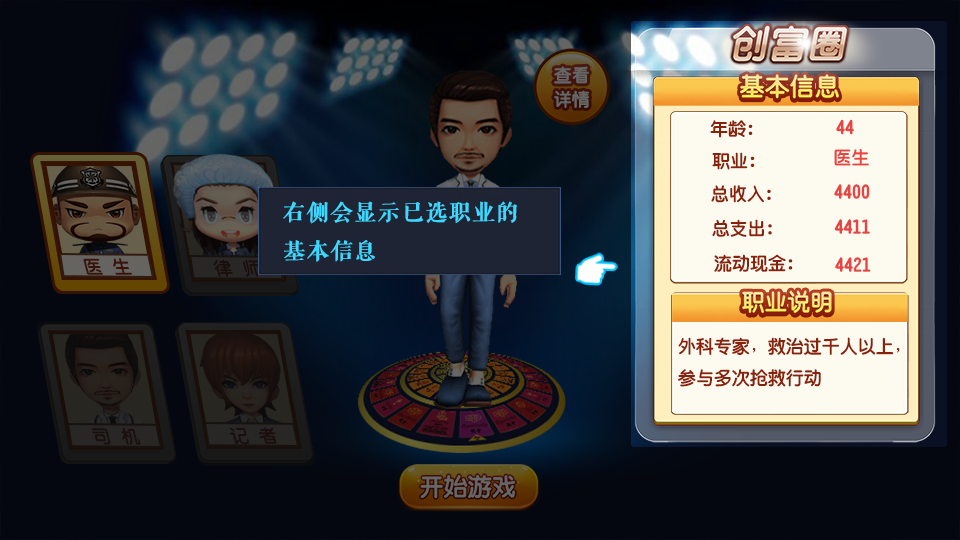 创富圈
查看
详情
基本信息
年龄： 44
职业： 医生
总收入： 4400
总支出： 4411
流动现金： 4421
右侧会显示已选职业的
基本信息
医生
律师
职业说明
外科专家，救治过千人以上，
参与多次抢救行动
司机
记者
开始游戏